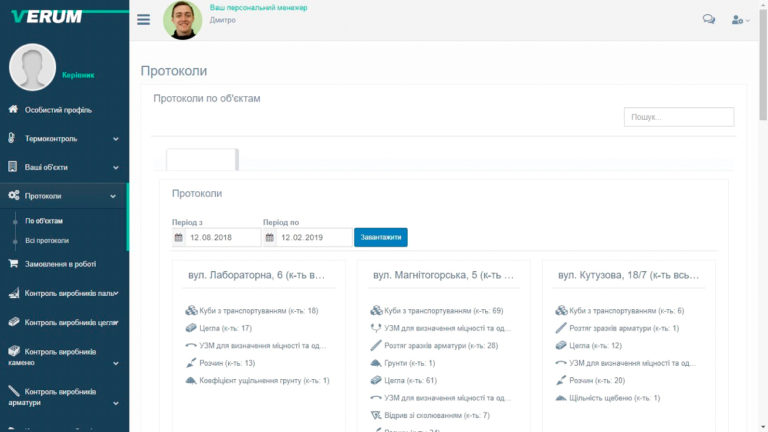 VERUM
Керівник
Особистий профіль
Термоконтроль
Ваші об'єкти
Протоколи
По об'єктам
Всі протоколи
Замовлення в роботі
Контроль виробників
Контроль виробників
Контроль виробників
каменю
Контроль виробників
арматури
Ваш персональний менежер
Дмитро
Протоколи
Протоколи по об'єктам
Пошук...
Протоколи
Період з
Період по
12.08.2018
12.02.2019
Завантажити
вул. Лабораторна, 6 (к-ть в...
Куби з транспортуванням (к-ть: 18)
Цегла (к-ть: 17)
УЗМ для визначення міцності та од...
Розчин (к-ть: 13)
Коефіцієнт ущільнення грунту (к-ть: 1)
вул. Магнітогорська, 5 (к-ть ...
Куби з транспортуванням (к-ть: 69)
УЗМ для визначення міцності та од...
Розтяг зразків арматури (к-ть: 28)
Грунти (к-ть: 1)
Цегла (к-ть: 61)
УЗМ для визначення міцності та од...
Відрив зі сколюванням (к-ть: 7)
вул. Кутузова, 18/7 (к-ть всь...
Куби з транспортуванням (к-ть: 6)
Розтяг зразків арматури (к-ть: 1)
Цегла (к-ть: 12)
УЗМ для визначення міцності та од...
Розчин (к-ть: 20)
Щільність щебеню (к-ть: 1)